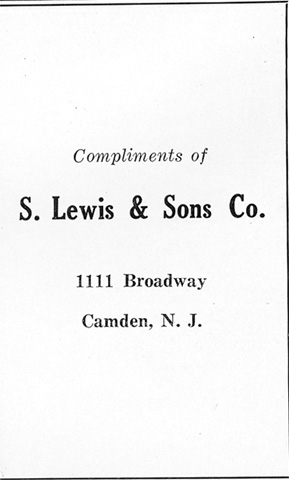 Compliments of
S. Lewis & Sons Co.
1111 Broadway
Camden, N. J.